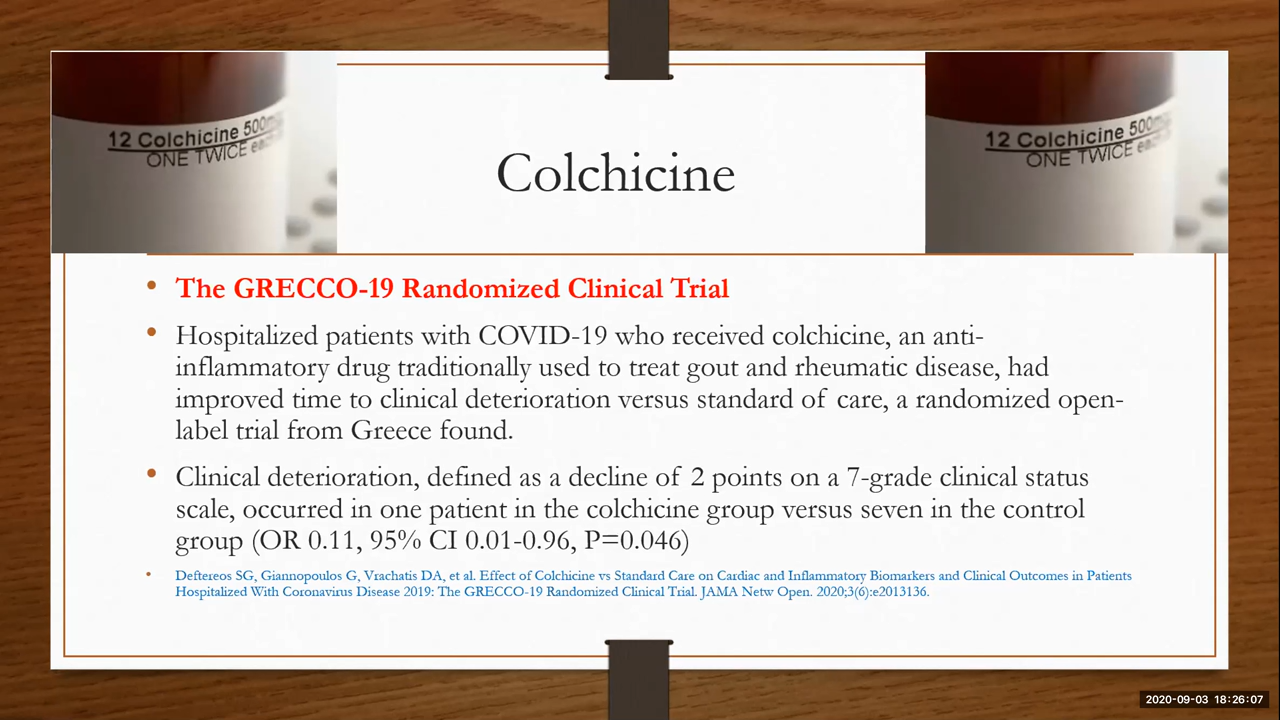 12 Colchicine 500m
ONE TWICE ea
12 Colchicine 500m
ONE TWICE e
Colchicine
• The GRECCO-19 Randomized Clinical Trial
• Hospitalized patients with COVID-19 who received colchicine, an anti-
inflammatory drug traditionally used to treat gout and rheumatic disease, had
improved time to clinical deterioration versus standard of care, a randomized open-
label trial from Greece found.
• Clinical deterioration, defined as a decline of 2 points on a 7-grade clinical status
scale, occurred in one patient in the colchicine group versus seven in the control
group (OR 0.11, 95% CI 0.01-0.96, P=0.046)
• Deftereos SG, Giannopoulos G, Vrachatis DA, et al. Effect of Colchicine vs Standard Care on Cardiac and Inflammatory Biomarkers and Clinical Outcomes in Patients
Hospitalized With Coronavirus Disease 2019: The GRECCO-19 Randomized Clinical Trial. JAMA Netw Open. 2020;3(6):e2013136.
2020-09-03 18:26:07